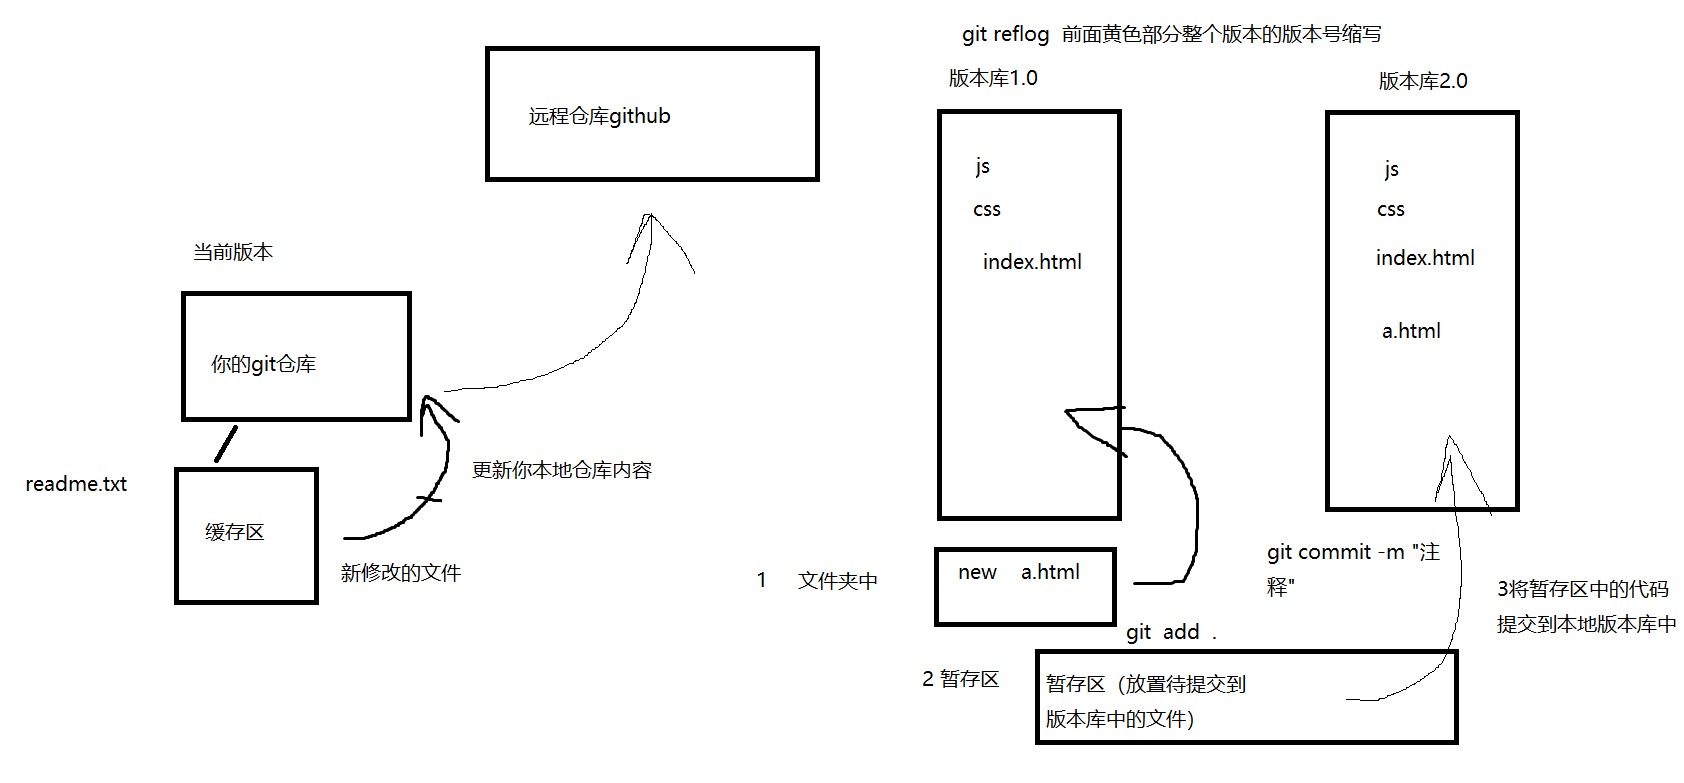 git reflog  前面黄色部分整个版本的版本号缩写
远程仓库github
当前版本
你的git仓库
readme.txt
缓存区
更新你本地仓库内容
新修改的文件
版本库1.0
js
css
index.html
版本库2.0
js
css
index.html
a.html
1  文件夹中
new  a.html
git  add  .
2 暂存区
暂存区（放置待提交到
版本库中的文件）
git commit -m "注
释"
3将暂存区中的代码
提交到本地版本库中